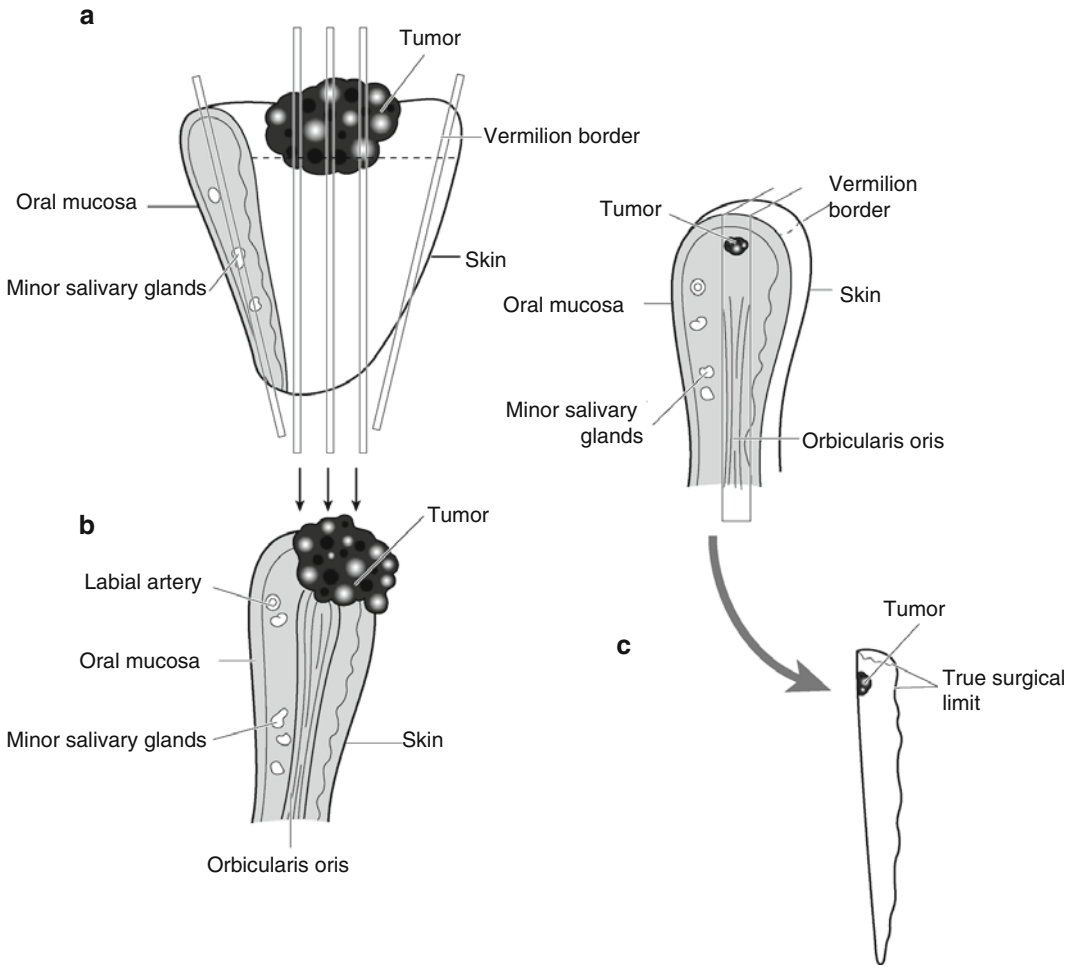 a
Tumor
Vermilion border
Oral mucosa
Skin
Minor salivary glands
Tumor
Vermilion
border
Oral mucosa
Skin
Minor salivary
glands
Orbicularis oris
b
Tumor
Labial artery
Oral mucosa
Minor salivary glands
Skin
Orbicularis oris
c
Tumor
True surgical
limit